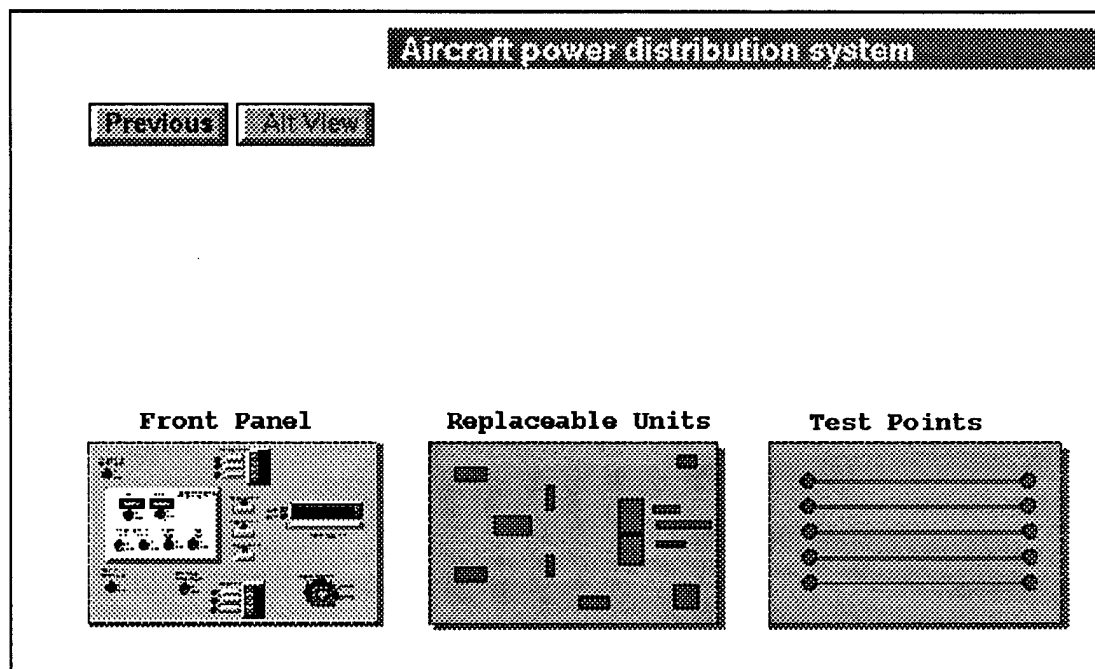 Aircraft power distribution system
Previous
Alt View
Front Panel
Replaceable Units
Test Points